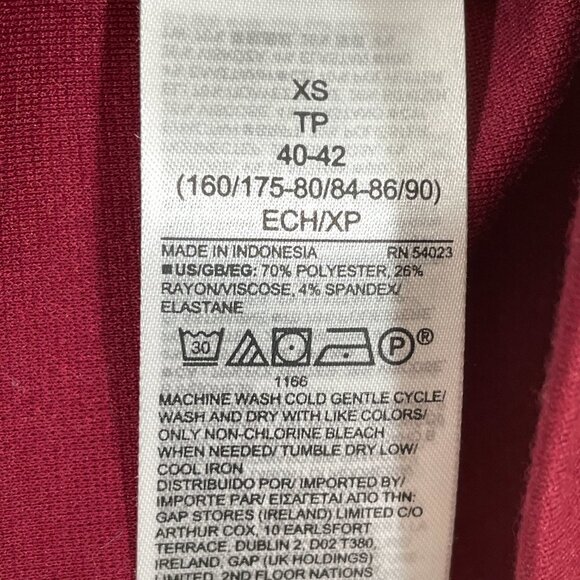 XS
TP
40-42
(160/175-80/84-86/90)
ECH/XP
MADE IN INDONESIA RN 54023
■US/GB/EG: 70% POLYESTER, 26%
RAYON/VISCOSE, 4% SPANDEX/
ELASTANE
30 P ®
1166
MACHINE WASH COLD GENTLE CYCLE/
WASH AND DRY WITH LIKE COLORS/
ONLY NON-CHLORINE BLEACH
WHEN NEEDED/ TUMBLE DRY LOW/
COOL IRON
DISTRIBUIDO POR/ IMPORTED BY/
IMPORTE PAR/ ΕΙΣΑΓΕΤΑΙ ΑΠΟ ΤΗΝ:
GAP STORES (IRELAND) LIMITED C/O
ARTHUR COX, 10 EARLSFORT
TERRACE, DUBLIN 2, D02 T380,
IRELAND, GAP (UK HOLDINGS)
LIMITED, 2ND FLOOR NATIONS